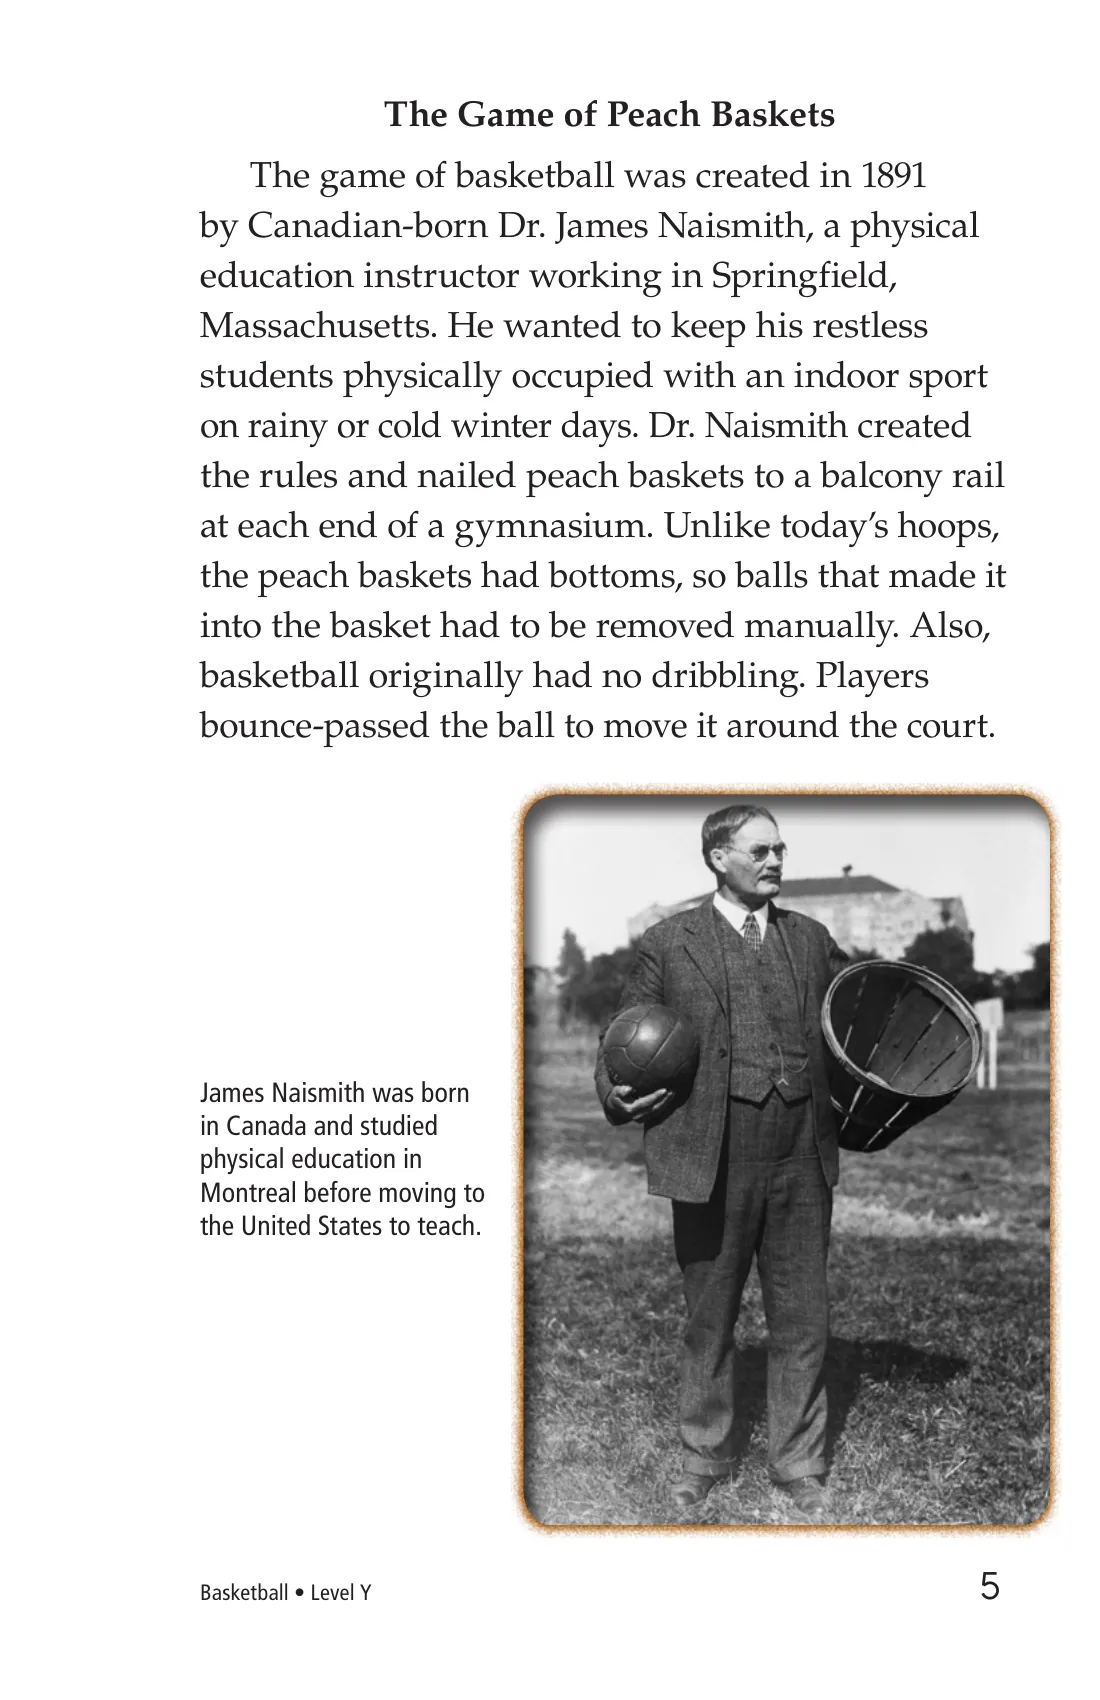 The Game of Peach Baskets
The game of basketball was created in 1891
by Canadian-born Dr. James Naismith, a physical
education instructor working in Springfield,
Massachusetts. He wanted to keep his restless
students physically occupied with an indoor sport
on rainy or cold winter days. Dr. Naismith created
the rules and nailed peach baskets to a balcony rail
at each end of a gymnasium. Unlike today’s hoops,
the peach baskets had bottoms, so balls that made it
into the basket had to be removed manually. Also,
basketball originally had no dribbling. Players
bounce-passed the ball to move it around the court.
James Naismith was born
in Canada and studied
physical education in
Montreal before moving to
the United States to teach.
Basketball • Level Y
5